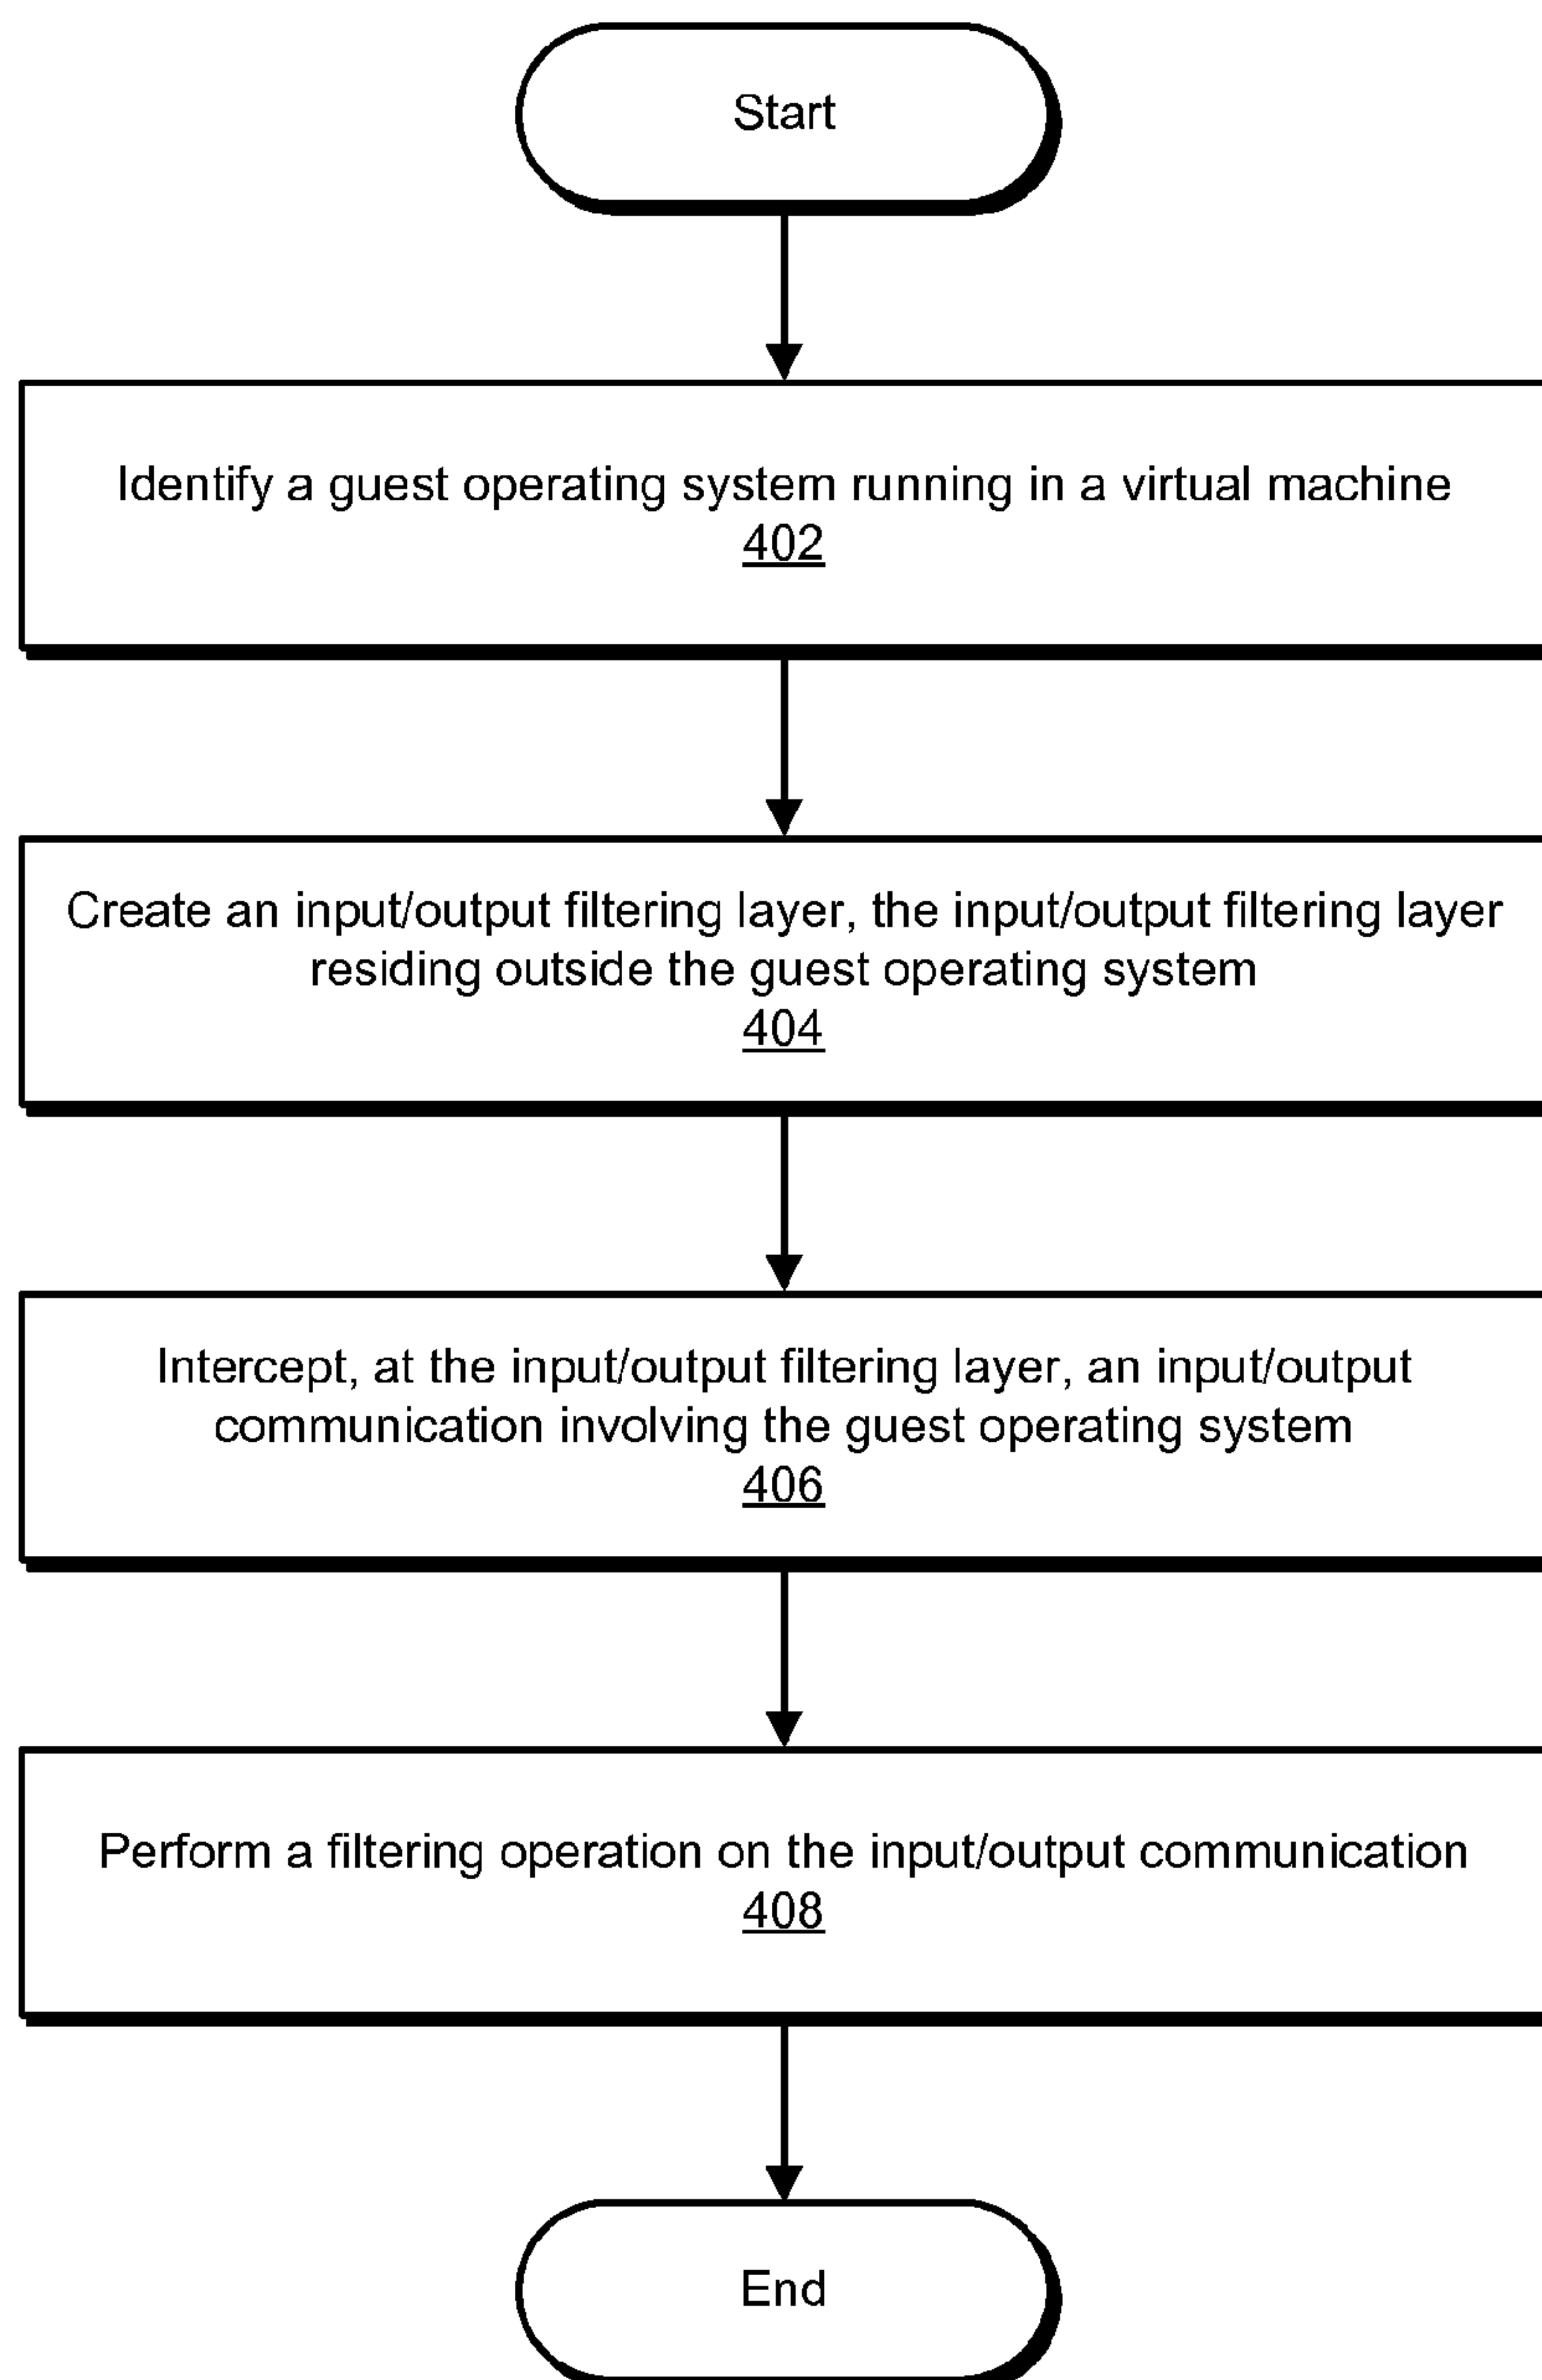 Start
Identify a guest operating system running in a virtual machine
402
Create an input/output filtering layer, the input/output filtering layer
residing outside the guest operating system
404
Intercept, at the input/output filtering layer, an input/output
communication involving the guest operating system
406
Perform a filtering operation on the input/output communication
408
End